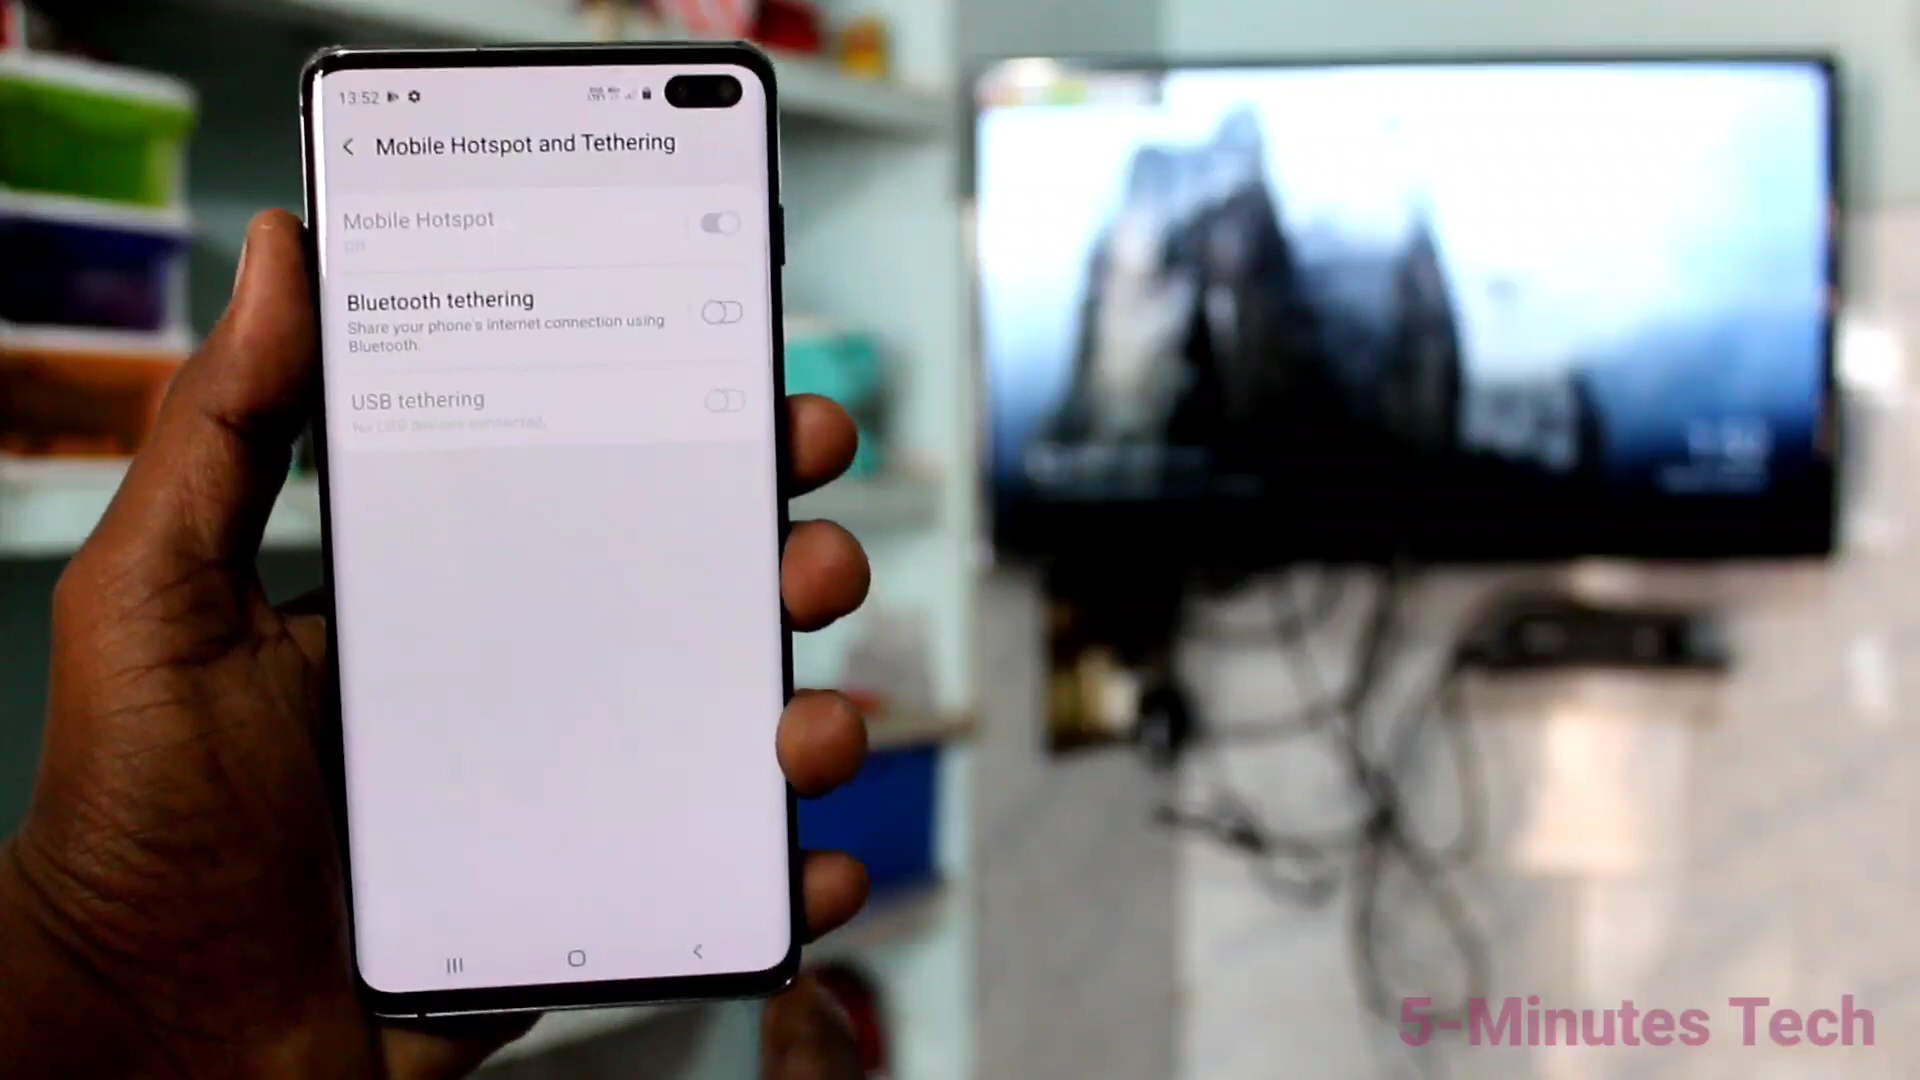 13:52
Mobile Hotspot and Tethering
Mobile Hotspot
Bluetooth tethering
Share your phone's Internet connection using
Bluetooth.
USB tethering
No USB devices connected.
5-Minutes Tech